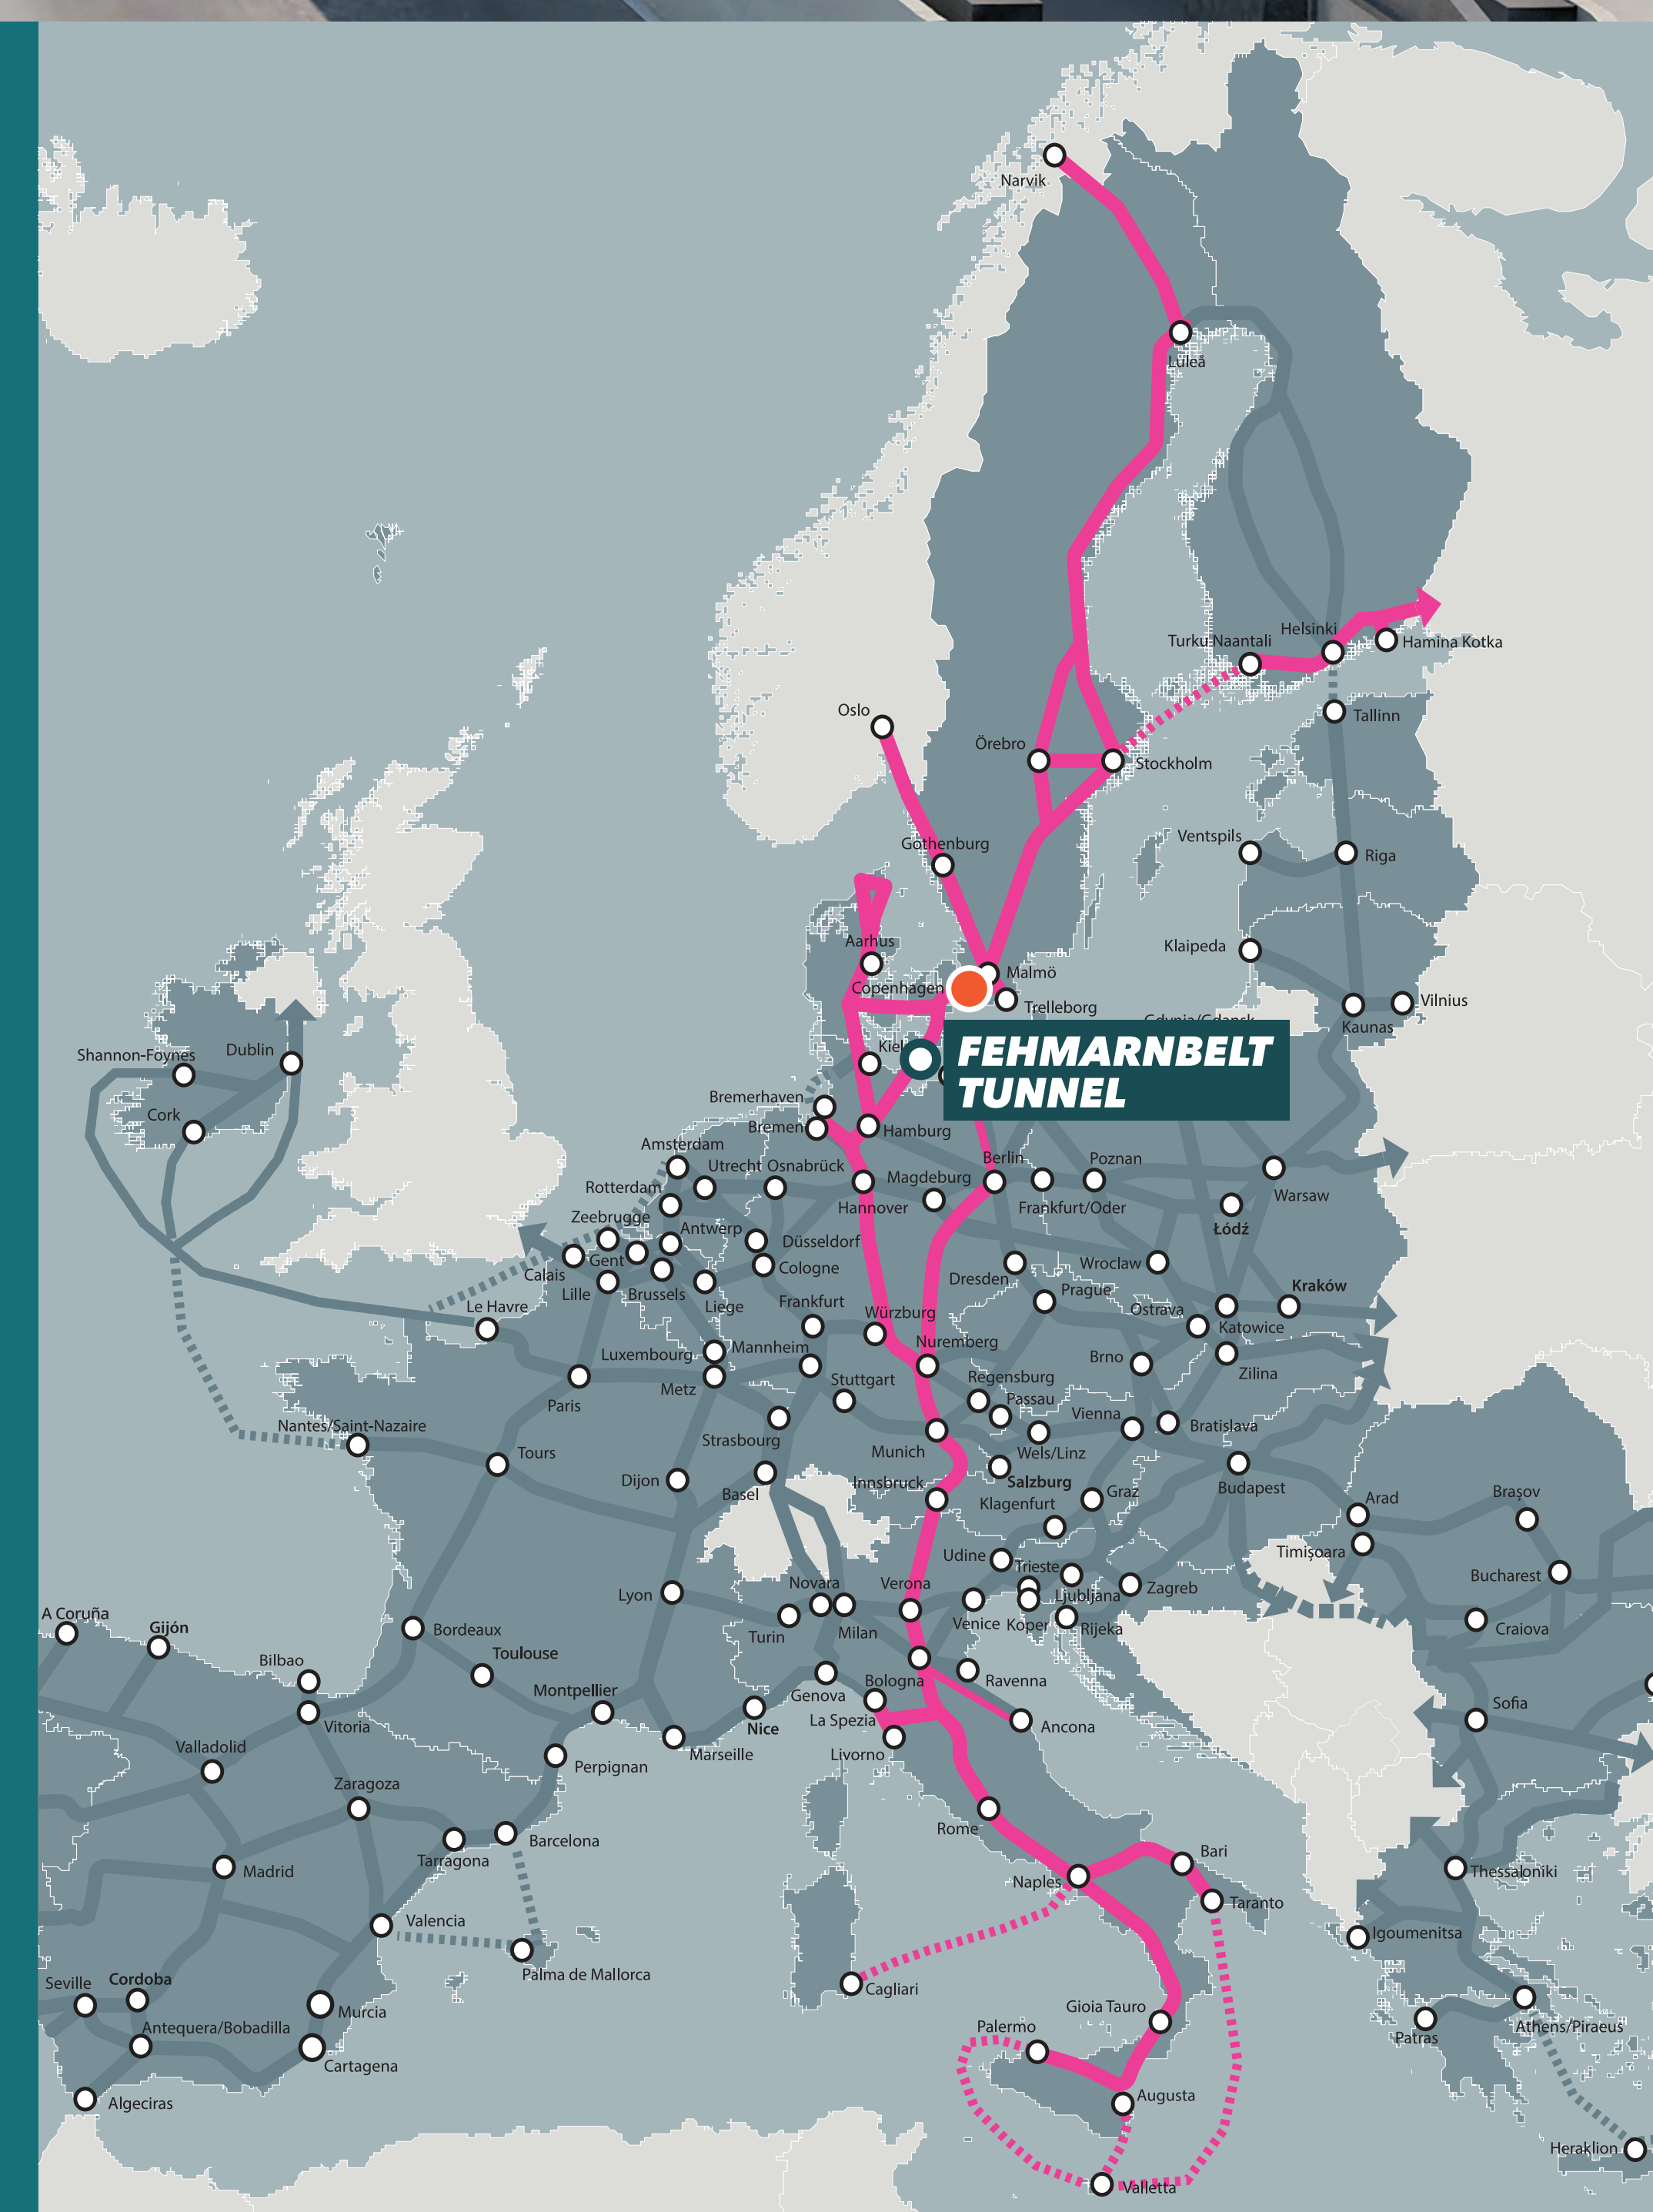 Narvik
Luleå
Helsinki
Turku-Naantali
Hamina Kotka
Oslo
Tallinn
Örebro
Stockholm
Ventspils
Gothenburg
Riga
Aarhus
Klaipeda
Malmö
Copenhagen
Trelleborg
Vilnius
Kaunas
Shannon-Foynes
Dublin
Kiel
FEHMARNBELT
TUNNEL
Bremerhaven
Cork
Bremen
Hamburg
Amsterdam
Utrecht
Osnabrück
Berlin
Poznan
Magdeburg
Rotterdam
Warsaw
Hannover
Frankfurt/Oder
Zeebrugge
Antwerp
Łódź
Düsseldorf
Gent
Cologne
Calais
Wroclaw
Dresden
Lille
Brussels
Liege
Prague
Kraków
Le Havre
Frankfurt
Würzburg
Ostrava
Katowice
Nuremberg
Luxembourg
Mannheim
Brno
Zilina
Metz
Stuttgart
Regensburg
Passau
Paris
Vienna
Bratislava
Nantes/Saint-Nazaire
Strasbourg
Munich
Wels/Linz
Tours
Dijon
Basel
Innsbruck
Salzburg
Budapest
Klagenfurt
Graz
Arad
Braşov
Udine
Trieste
Timişoara
Bucharest
Novara
Verona
Ljubljana
Zagreb
Lyon
A Coruña
Gijón
Bordeaux
Turin
Milan
Venice
Koper
Rijeka
Craiova
Toulouse
Bilbao
Genova
Bologna
Ravenna
Montpellier
La Spezia
Nice
Sofia
Vitoria
Ancona
Valladolid
Marseille
Livorno
Perpignan
Zaragoza
Rome
Barcelona
Tarragona
Bari
Madrid
Naples
Thessaloniki
Taranto
Valencia
Igoumenitsa
Palma de Mallorca
Seville
Cordoba
Cagliari
Murcia
Gioia Tauro
Antequera/Bobadilla
Palermo
Athens/Piraeus
Patras
Cartagena
Augusta
Algeciras
Heraklion
Valletta